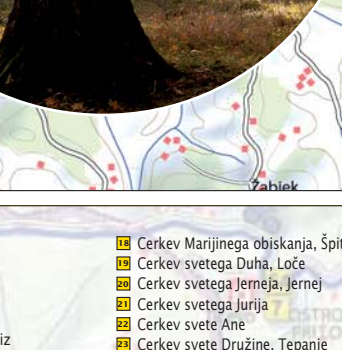 Žabjek
18 Cerkev Marijinega obiskanja, Špit
19 Cerkev svetega Duha, Loče
20 Cerkev svetega Jerneja, Jernej
21 Cerkev svetega Jurija
22 Cerkev svete Ane
iz
23 Cerkev svete Družine, Tepanje